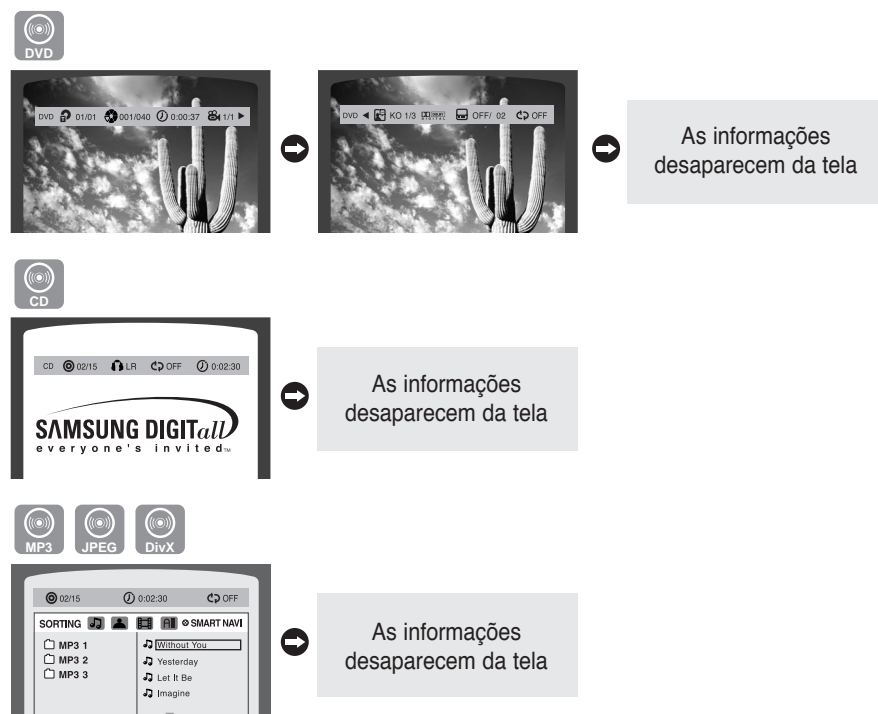 DVD
DVD 01/01 001/040 0:00:37 1/1
DVD KO 1/3 DIGITAL OFF/ 02 OFF
As informações
desaparecem da tela
CD
CD 02/15 LR OFF 0:02:30
SAMSUNG DIGITall
everyone's invited TM
As informações
desaparecem da tela
MP3 JPEG DivX
02/15 0:02:30 OFF
SORTING All SMART NAVI
MP3 1
MP3 2
MP3 3
Without You
Yesterday
Let It Be
Imagine
As informações
desaparecem da tela